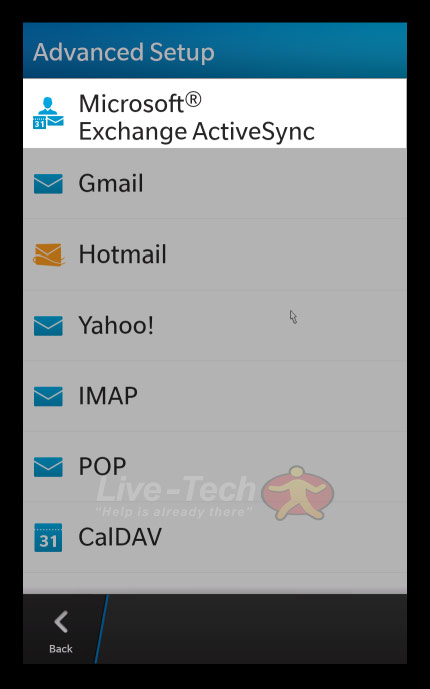 Advanced Setup
Microsoft®
Exchange ActiveSync
31
Gmail
Hotmail
Yahoo!
IMAP
POP
Live-Tech
"Help is already there"
31
CalDAV
Back